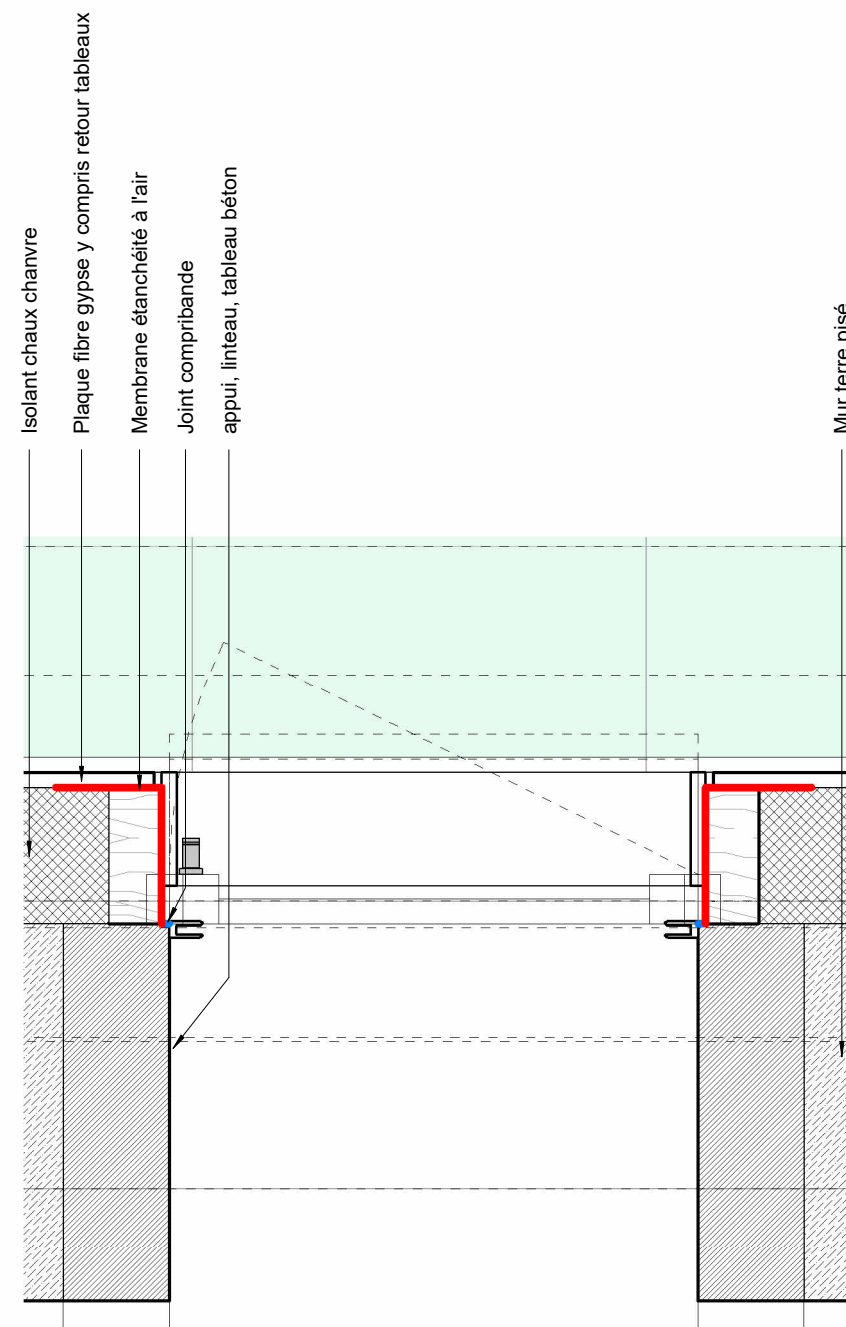 Isolant chaux chanvre
Plaque fibre gypse y compris retour tableaux
Membrane étanchéité à l'air
Joint compribande
appui, linteau, tableau béton
Mur terre pisé